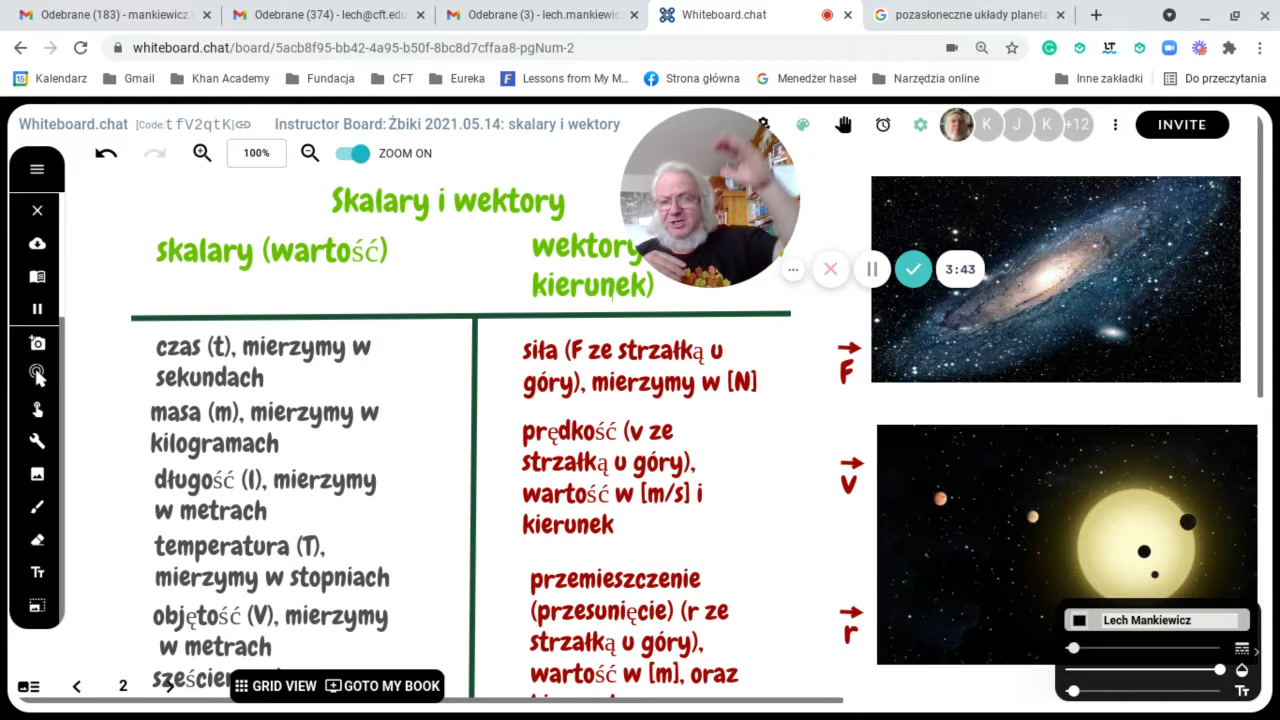 Odebrane (183) - mankiewicz.
Odebrane (374) - lech@cft.edu
Odebrane (3) - lech.mankiewic
Whiteboard.chat
pozasłoneczne układy planeta
whiteboard.chat/board/5acb8f95-bb42-4a95-b50f-8bc8d7cffaa8-pgNum-2
Kalendarz
Gmail
Khan Academy
Fundacja
CFT
Eureka
Lessons from My M...
Strona główna
Menedżer haseł
Narzędzia online
Inne zakładki
Do przeczytania
Whiteboard.chat
[Code:tfV2qtK]
Instructor Board: Żbiki 2021.05.14: skalary i wektory
K
J
K
+12
INVITE
100%
ZOOM ON
Skalary i wektory
skalary (wartość)
wektory
kierunek)
3:43
czas (t), mierzymy w
sekundach
masa (m), mierzymy w
kilogramach
długość (l), mierzymy
w metrach
temperatura (T),
mierzymy w stopniach
objętość (V), mierzymy
w metrach
siła (F ze strzałką u
góry), mierzymy w [N]
F
prędkość (v ze
strzałką u góry),
wartość w [m/s] i
kierunek
v
przemieszczenie
(przesunięcie) (r ze
strzałką u góry),
wartość w [m], oraz
r
Lech Mankiewicz
Tт
Tт
2
GRID VIEW
GOTO MY BOOK